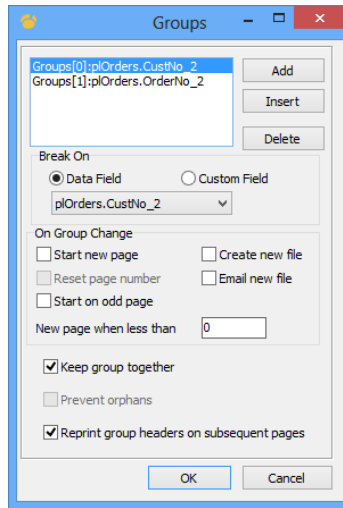 Groups
Groups[0]:plOrders.CustNo_2
Groups[1]:plOrders.OrderNo_2
Add
Insert
Delete
Break On
Data Field
Custom Field
plOrders.CustNo_2
On Group Change
Start new page
Create new file
Reset page number
Email new file
Start on odd page
New page when less than
0
Keep group together
Prevent orphans
Reprint group headers on subsequent pages
OK
Cancel